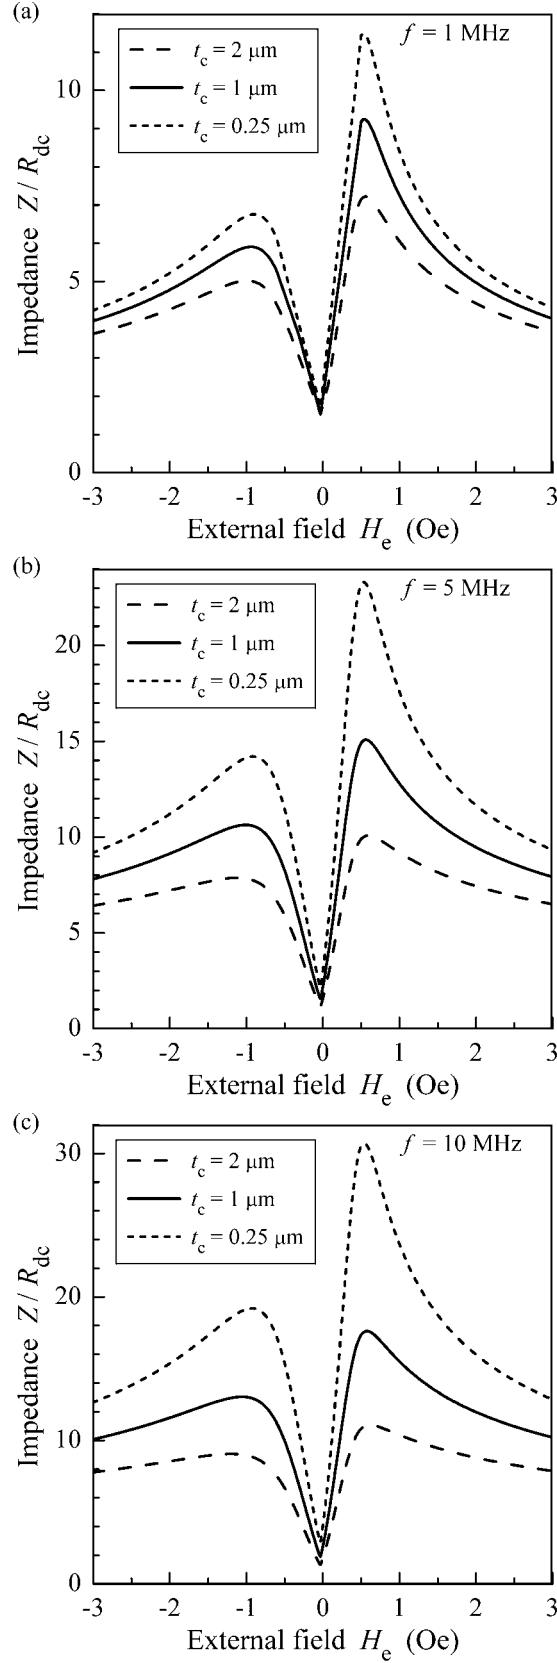 (a)
f = 1 MHz
t_c = 2 μm
t_c = 1 μm
t_c = 0.25 μm
10
5
0
Impedance Z / R_dc
-3 -2 -1 0 1 2 3
External field H_e (Oe)
(b)
f = 5 MHz
t_c = 2 μm
t_c = 1 μm
t_c = 0.25 μm
20
15
10
5
0
Impedance Z / R_dc
-3 -2 -1 0 1 2 3
External field H_e (Oe)
(c)
f = 10 MHz
t_c = 2 μm
t_c = 1 μm
t_c = 0.25 μm
30
20
10
0
Impedance Z / R_dc
-3 -2 -1 0 1 2 3
External field H_e (Oe)